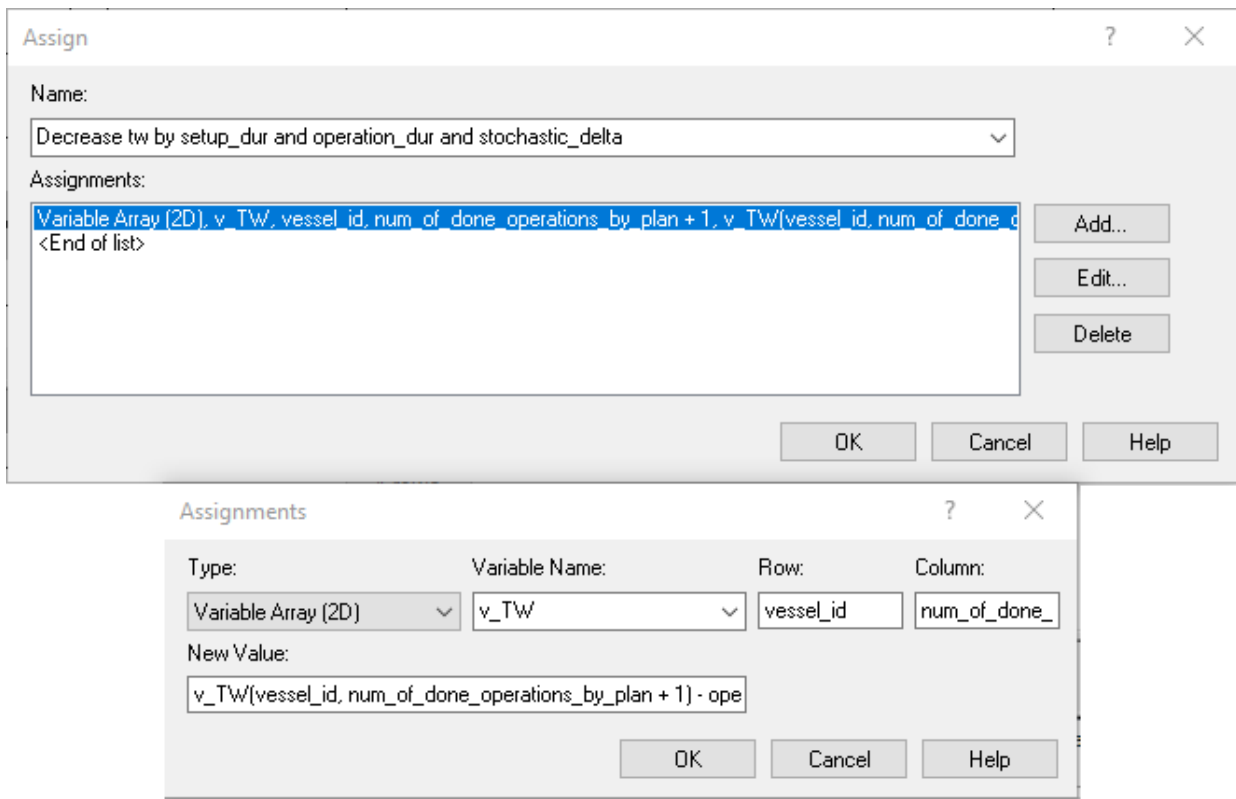 Assign ? ×
Name:
Decrease tw by setup_dur and operation_dur and stochastic_delta
Assignments:
Variable Array (2D), v_TW, vessel_id, num_of_done_operations_by_plan + 1, v_TW(vessel_id, num_of_done_
<End of list>
Add...
Edit...
Delete
OK Cancel Help
Assignments ? ×
Type: Variable Name: Row: Column:
Variable Array (2D) v_TW vessel_id num_of_done_
New Value:
v_TW(vessel_id, num_of_done_operations_by_plan + 1) - ope
OK Cancel Help